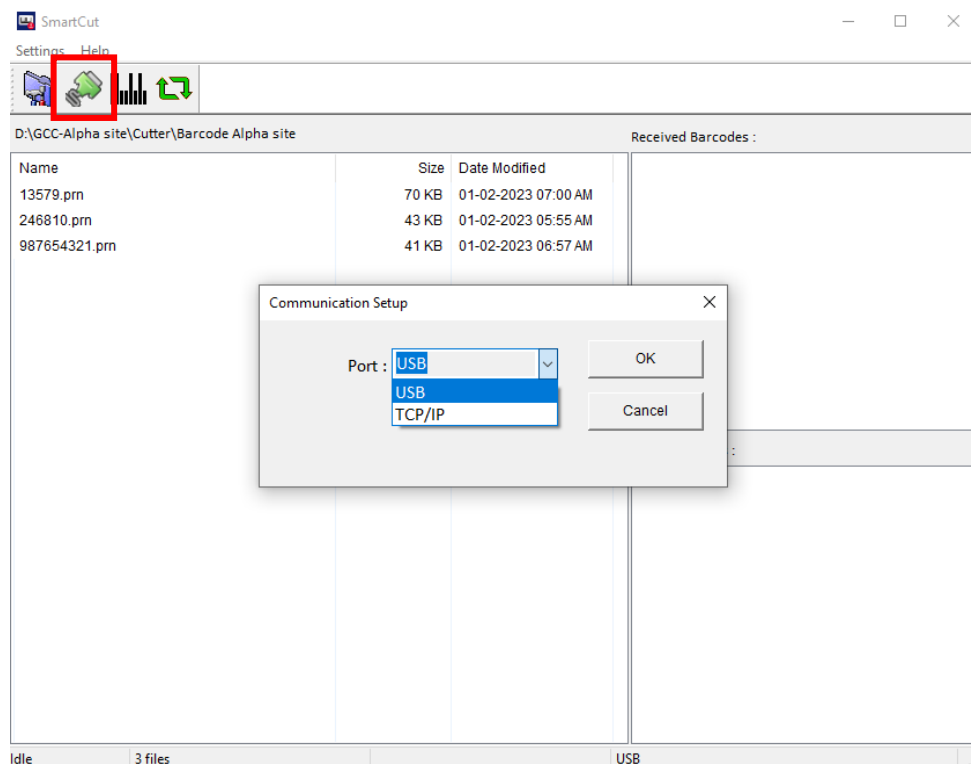 SmartCut
Settings Help
D:\GCC-Alpha site\Cutter\Barcode Alpha site
Received Barcodes :
Name Size Date Modified
13579.prn 70 KB 01-02-2023 07:00 AM
246810.prn 43 KB 01-02-2023 05:55 AM
987654321.prn 41 KB 01-02-2023 06:57 AM
Communication Setup
Port : USB
OK
USB
TCP/IP
Cancel
:
Idle 3 files USB